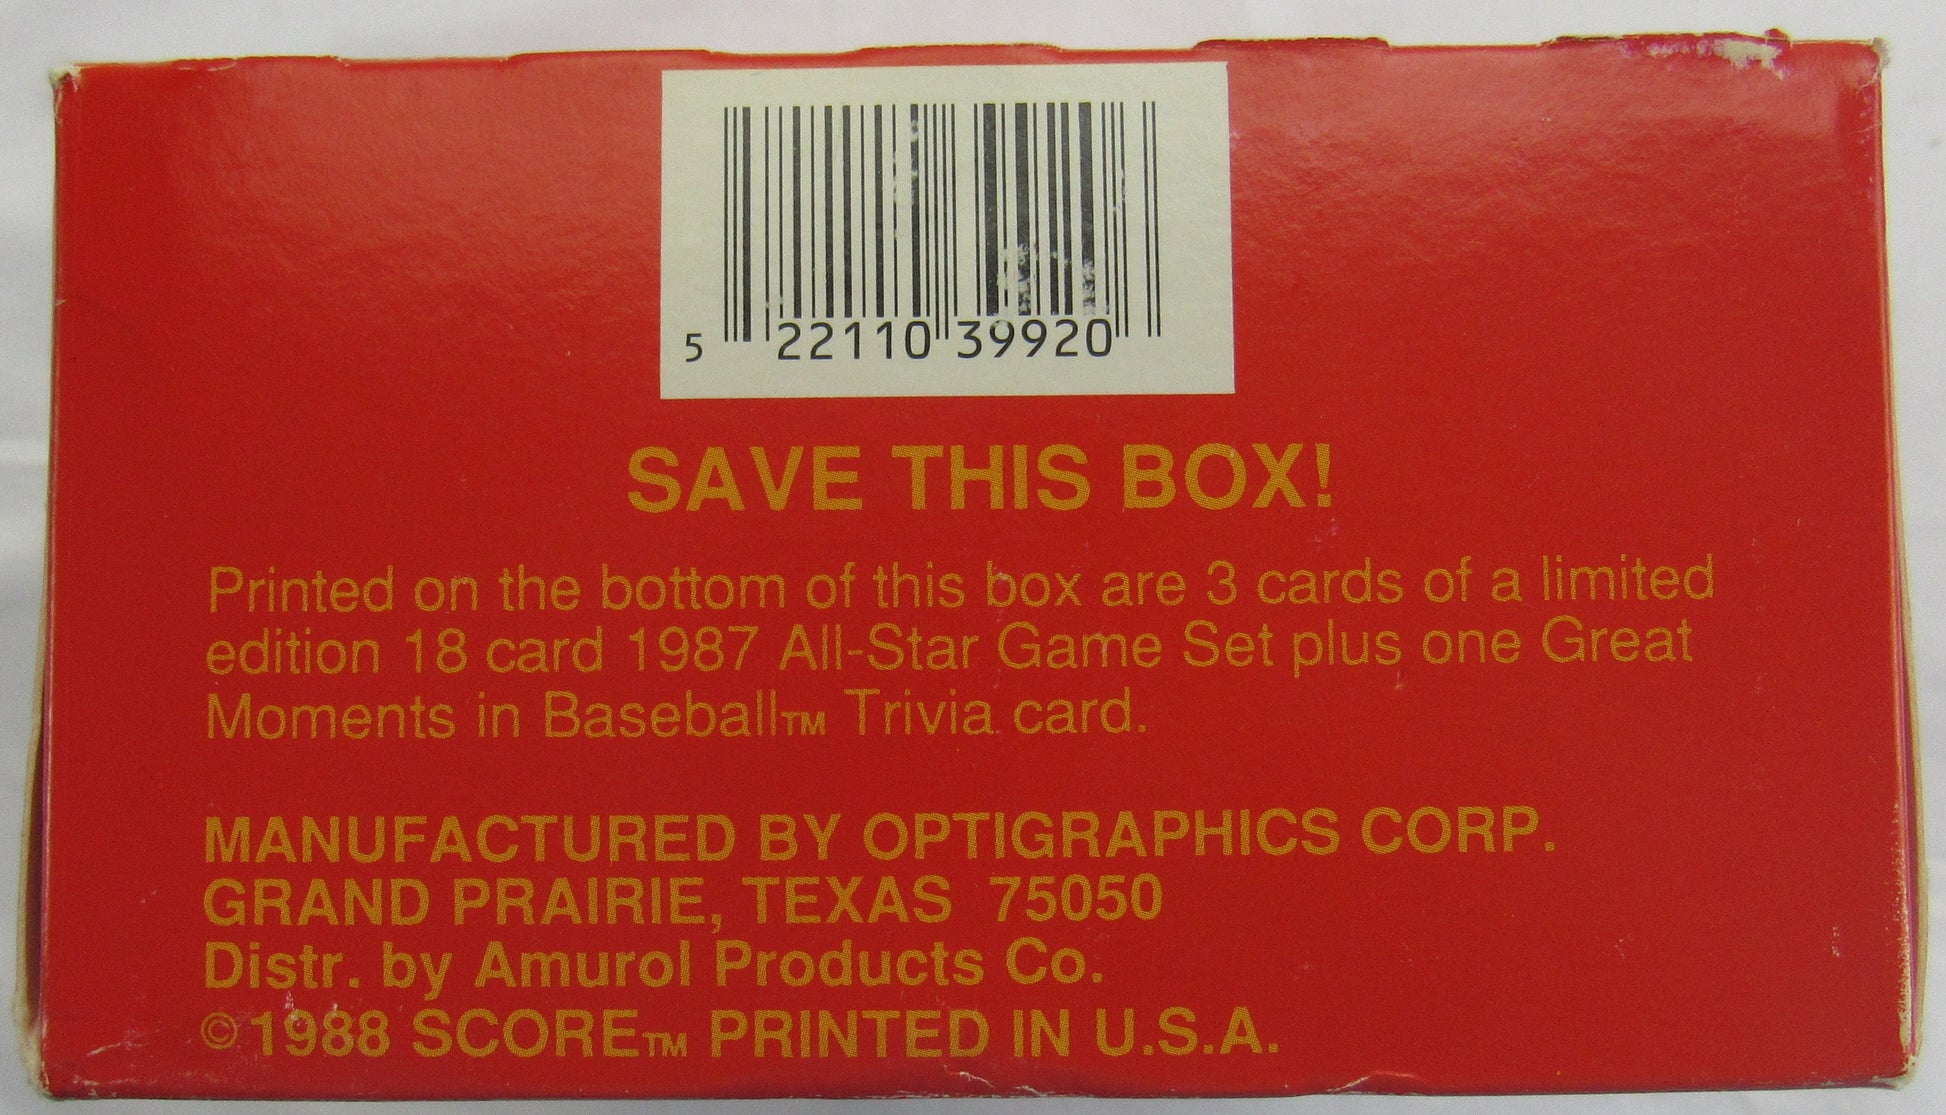 5 22110 39920
SAVE THIS BOX!
Printed on the bottom of this box are 3 cards of a limited
edition 18 card 1987 All-Star Game Set plus one Great
Moments in Baseball™ Trivia card.
MANUFACTURED BY OPTIGRAPHICS CORP.
GRAND PRAIRIE, TEXAS 75050
Distr. by Amurol Products Co.
© 1988 SCORE™ PRINTED IN U.S.A.